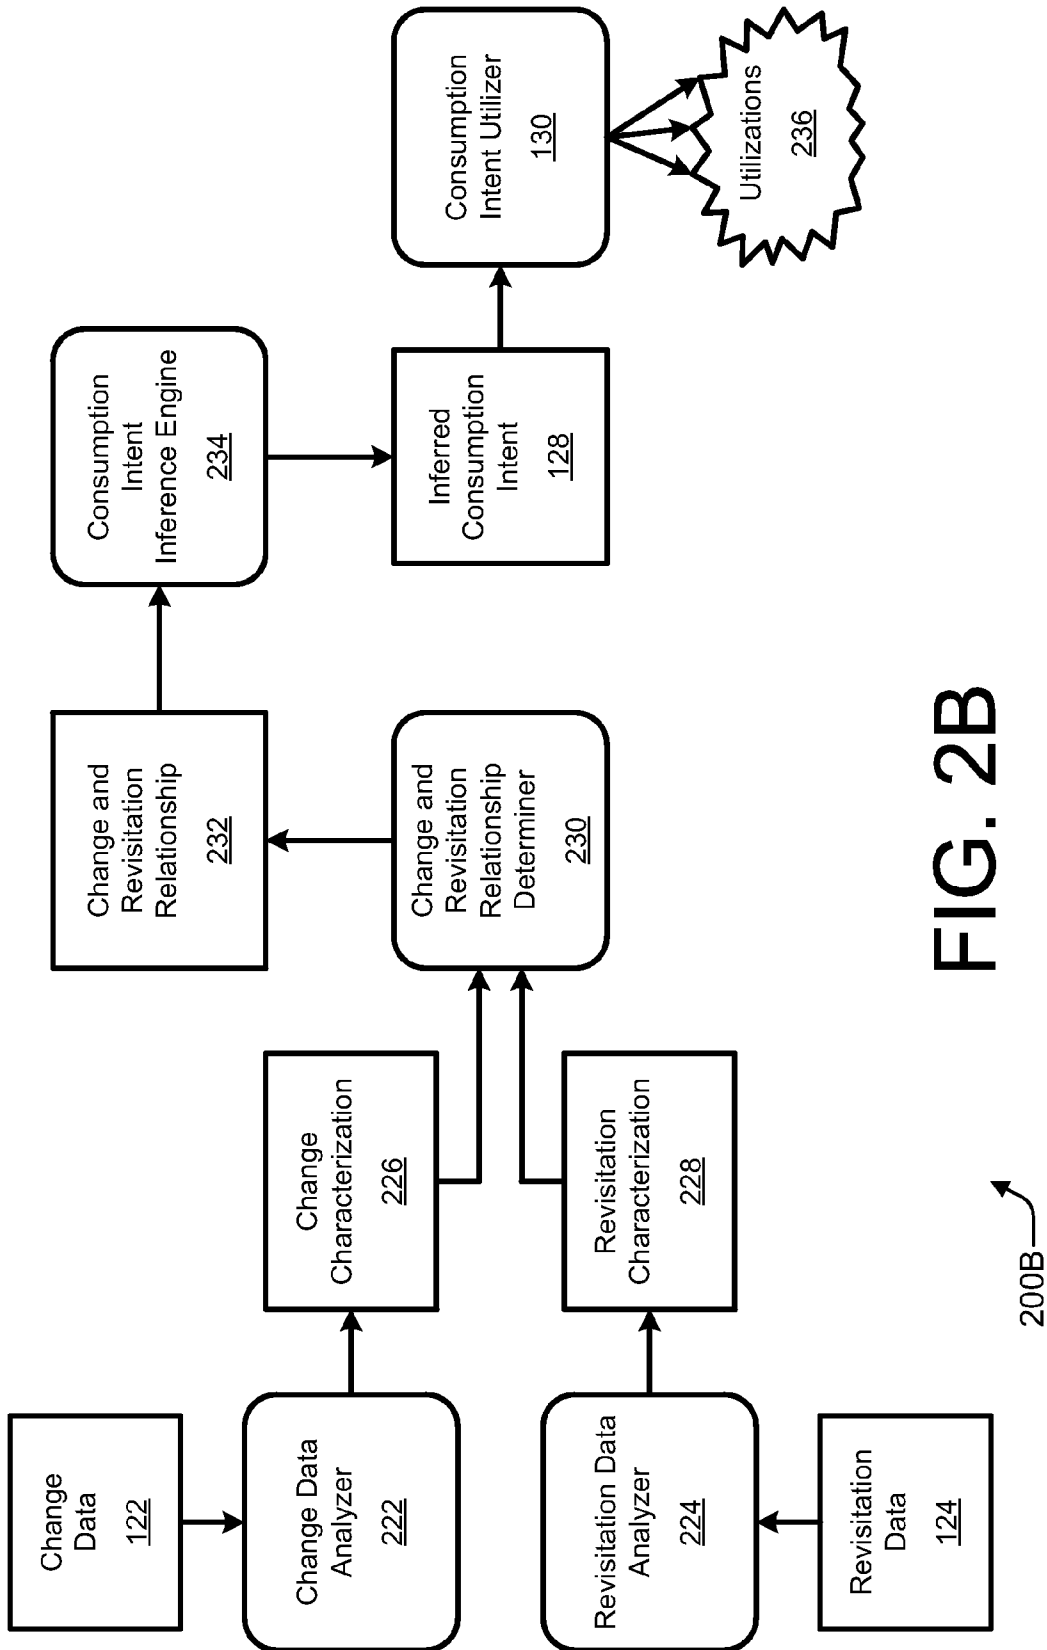 Change
Data
122
Change Data
Analyzer
222
Revisitation Data
Analyzer
224
Revisitation
Data
124
Change
Characterization
226
Revisitation
Characterization
228
Change and
Revisitation
Relationship
232
Change and
Revisitation
Relationship
Determiner
230
Consumption
Intent
Inference Engine
234
Inferred
Consumption
Intent
128
Consumption
Intent Utilizer
130
Utilizations
236
200B
FIG. 2B